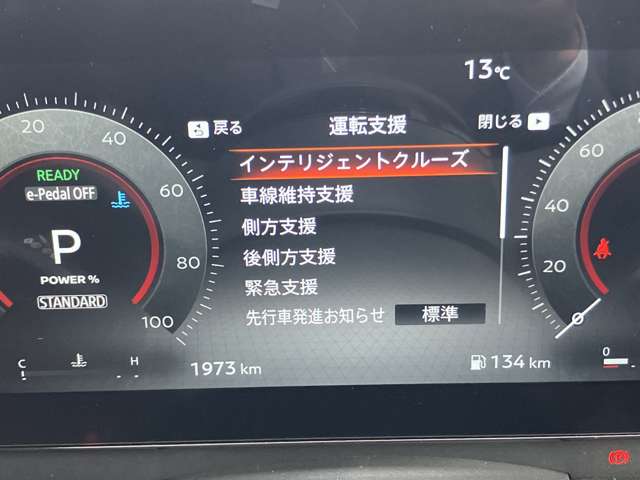 13℃
戻る
運転支援
閉じる
インテリジェントクルーズ
車線維持支援
側方支援
後側方支援
緊急支援
先行車発進お知らせ 標準
20
40
60
80
100
READY
e-Pedal OFF
P
POWER %
STANDARD
C
H
1973 km
134 km
0
20
40
60
80
0